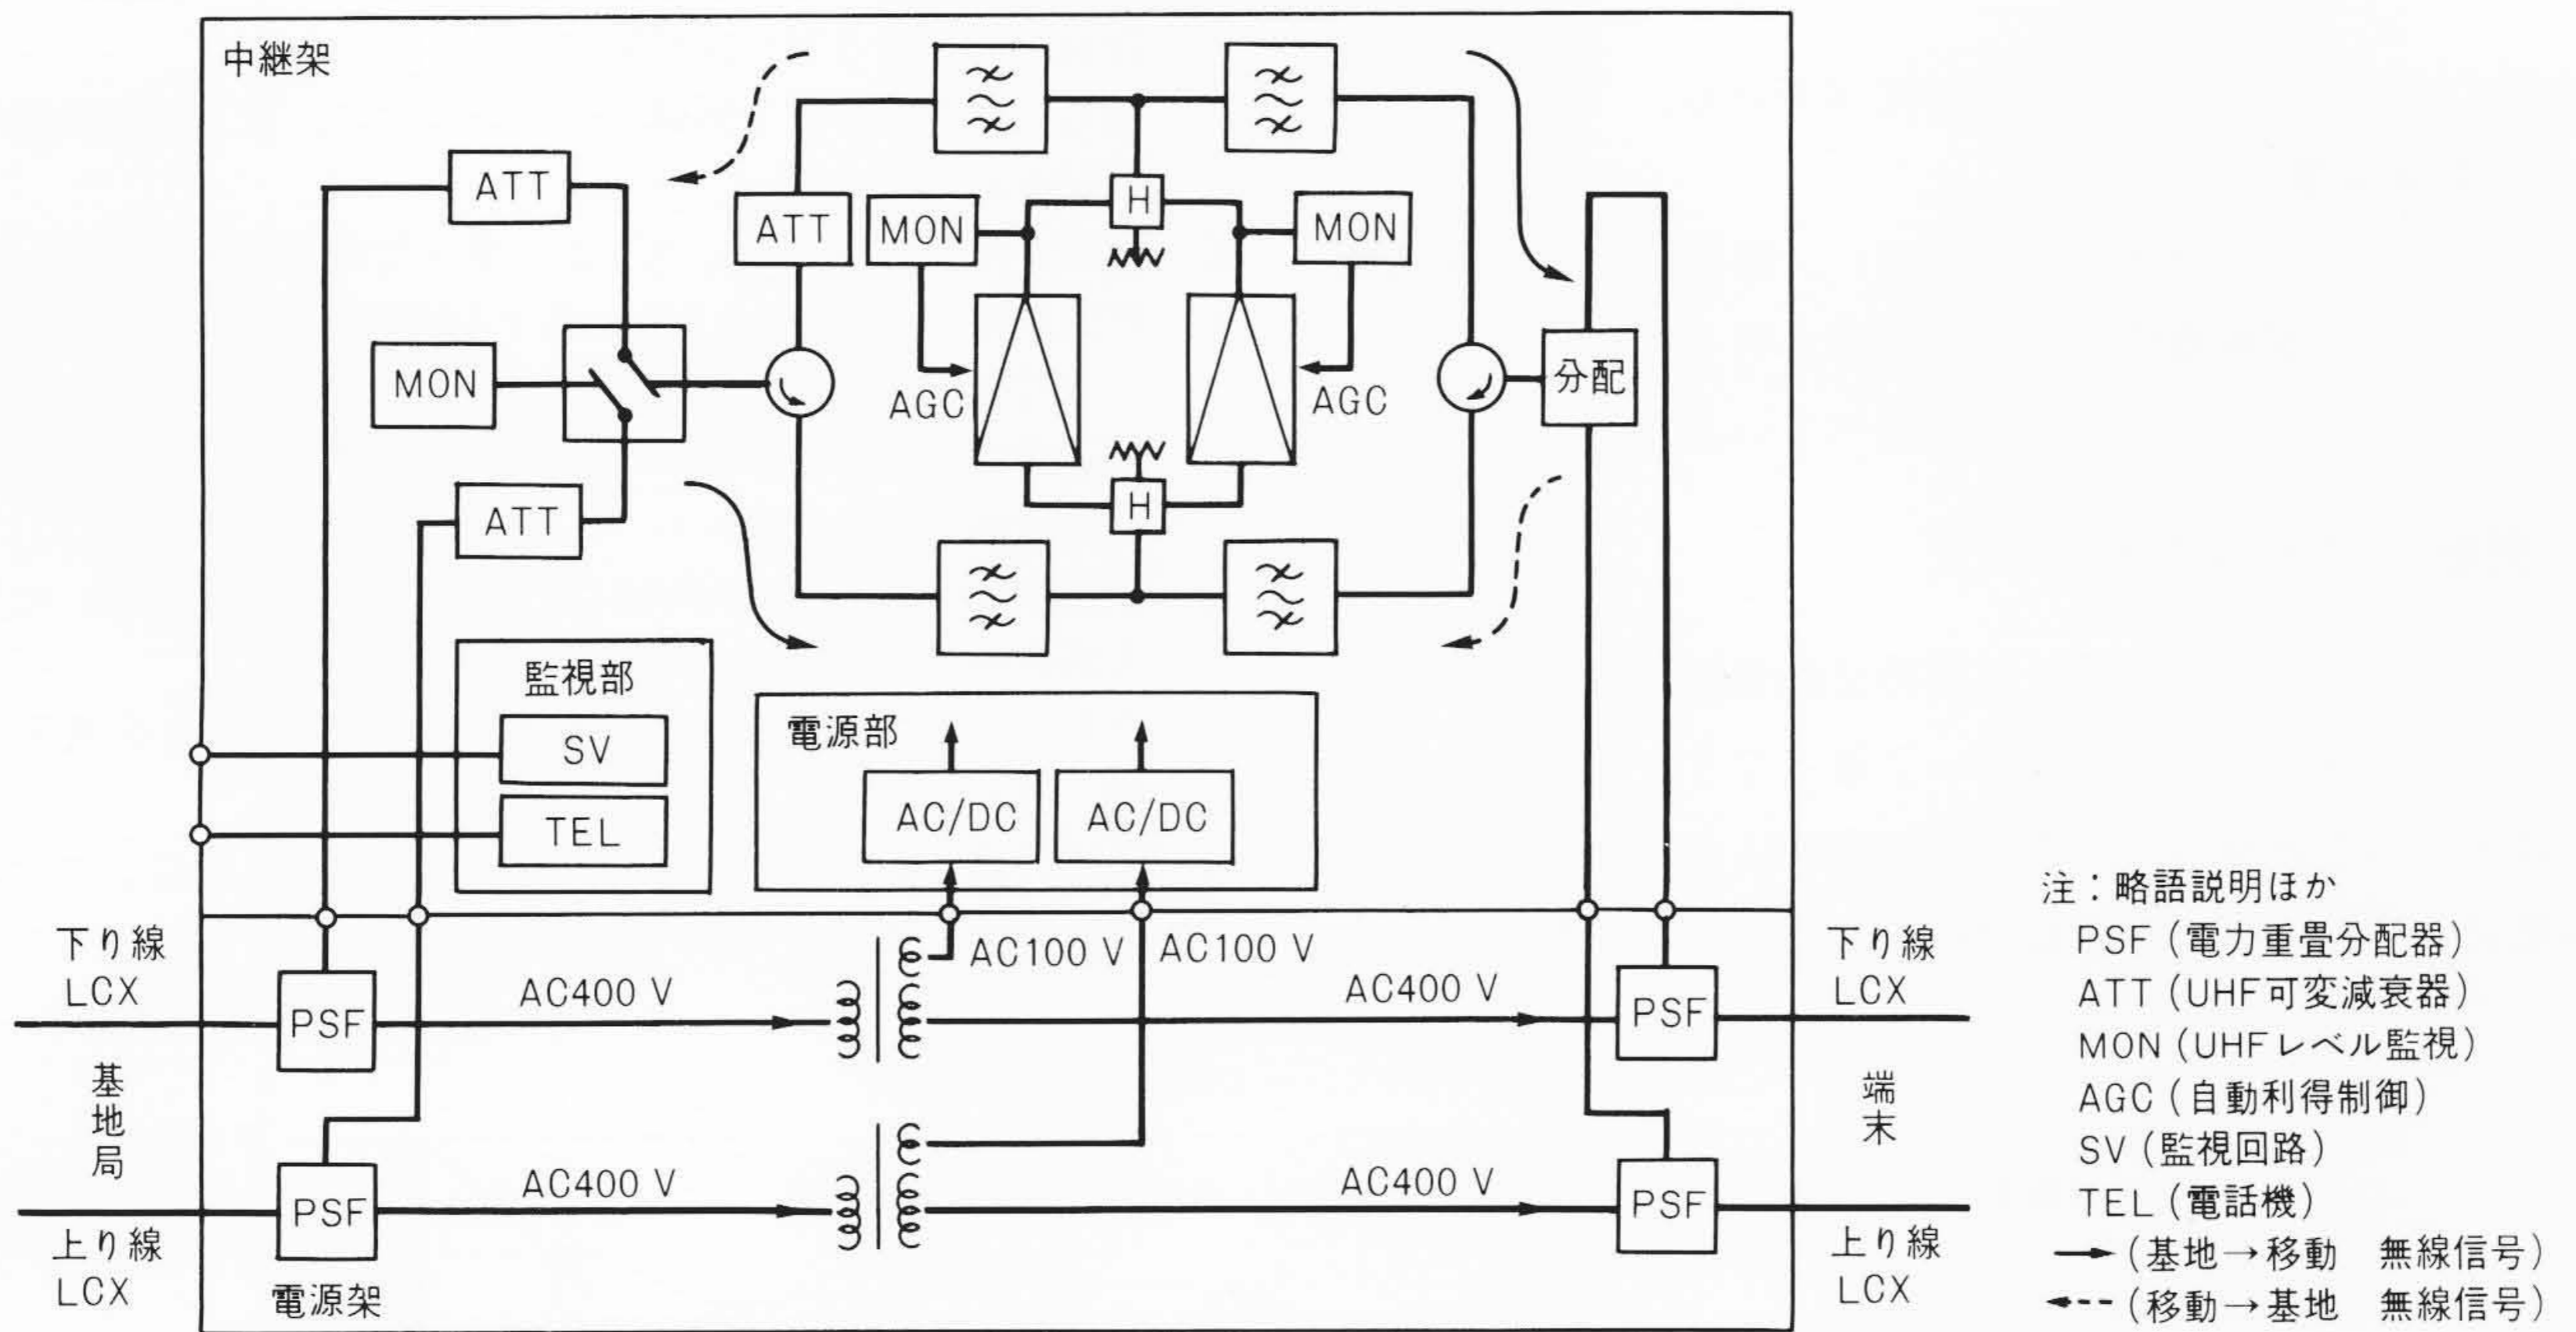 中継架
ATT
ATT
MON
H
MON
MON
AGC
AGC
分配
ATT
H
監視部
SV
TEL
電源部
AC/DC
AC/DC
下り線
LCX
PSF
AC400 V
AC100 V
AC100 V
AC400 V
PSF
下り線
LCX
基地局
端末
PSF
AC400 V
AC400 V
PSF
上り線
LCX
電源架
上り線
LCX
注:略語説明ほか
PSF(電力重畳分配器)
ATT(UHF可変減衰器)
MON(UHFレベル監視)
AGC(自動利得制御)
SV(監視回路)
TEL(電話機)
(基地→移動 無線信号)
(移動→基地 無線信号)